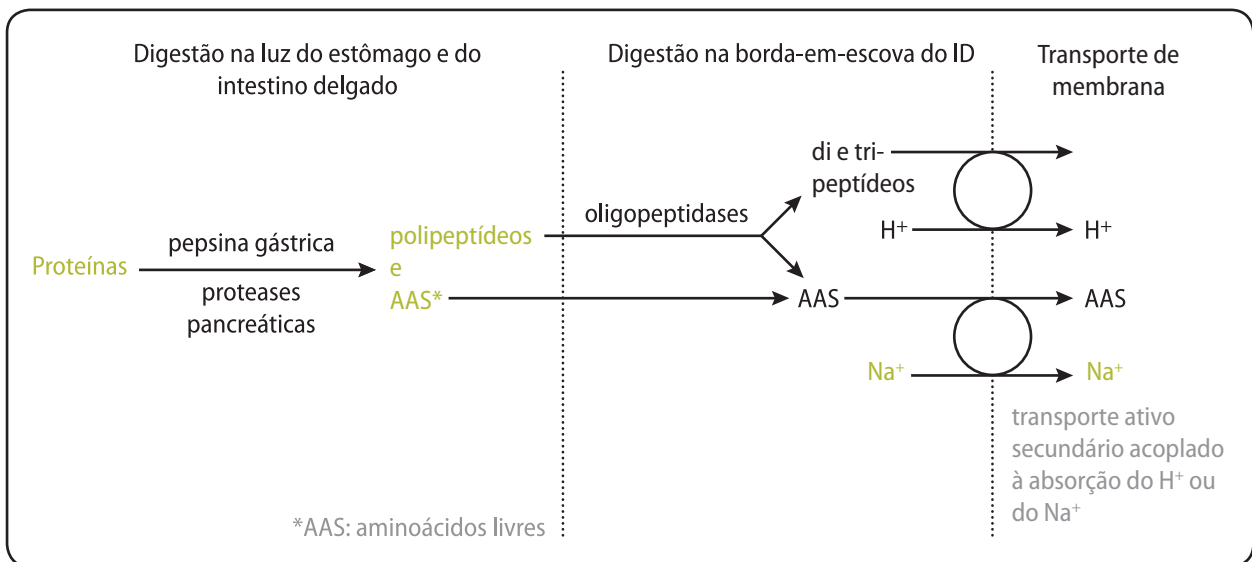 Digestão na luz do estômago e do
intestino delgado
Digestão na borda-em-escova do ID
Transporte de
membrana
Proteínas
pepsina gástrica
proteases
pancreáticas
polipeptídeos
e
AAS*
oligopeptidases
di e tri-
peptídeos
H⁺
H⁺
AAS
AAS
Na⁺
Na⁺
transporte ativo
secundário acoplado
à absorção do H⁺ ou
do Na⁺
*AAS: aminoácidos livres